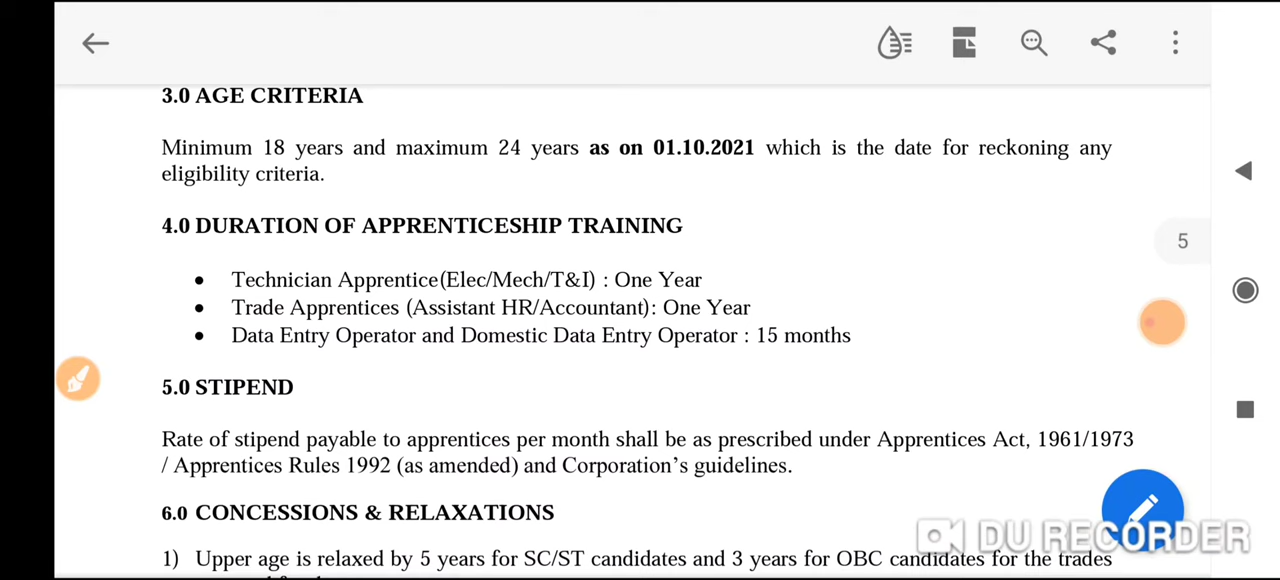 3.0 AGE CRITERIA
Minimum 18 years and maximum 24 years as on 01.10.2021 which is the date for reckoning any
eligibility criteria.
4.0 DURATION OF APPRENTICESHIP TRAINING
5
• Technician Apprentice(Elec/Mech/T&I) : One Year
• Trade Apprentices (Assistant HR/Accountant): One Year
• Data Entry Operator and Domestic Data Entry Operator : 15 months
5.0 STIPEND
Rate of stipend payable to apprentices per month shall be as prescribed under Apprentices Act, 1961/1973
/ Apprentices Rules 1992 (as amended) and Corporation's guidelines.
6.0 CONCESSIONS & RELAXATIONS
DU RECORDER
1) Upper age is relaxed by 5 years for SC/ST candidates and 3 years for OBC candidates for the trades